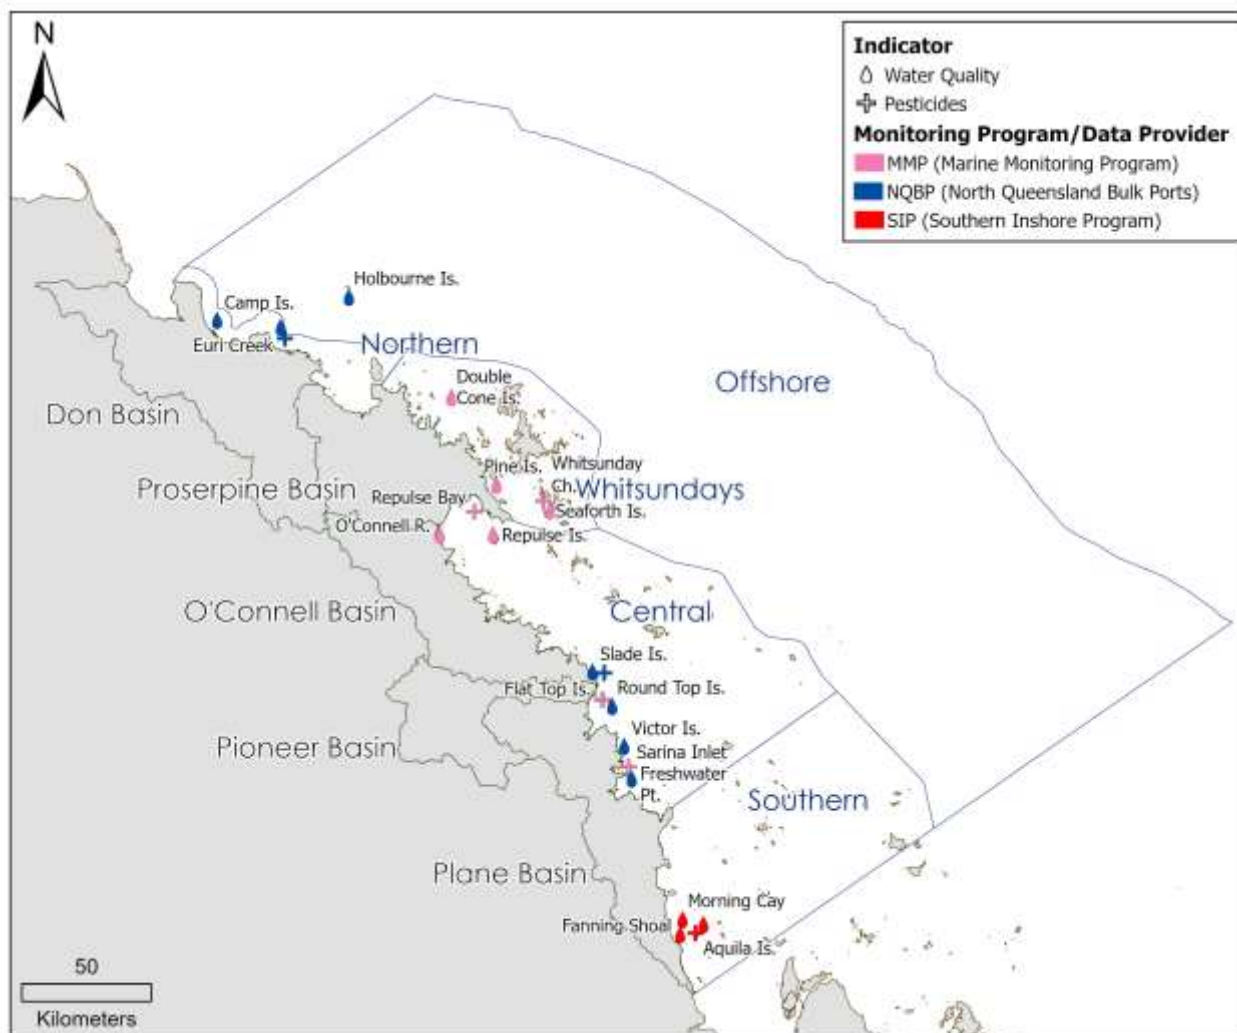 N
Indicator
Water Quality
Pesticides
Monitoring Program/Data Provider
MMP (Marine Monitoring Program)
NQBP (North Queensland Bulk Ports)
SIP (Southern Inshore Program)
Holbourne Is.
Camp Is.
Euri Creek
Northern
Double
Cone Is.
Offshore
Don Basin
Pine Is.
Whitsunday
Ch.
Whitsundays
Proserpine Basin
Repulse Bay
Seaforth Is.
O'Connell R.
Repulse Is.
O'Connell Basin
Central
Slade Is.
Flat Top Is.
Round Top Is.
Victor Is.
Pioneer Basin
Sarina Inlet
Freshwater
Pt.
Southern
Plane Basin
Morning Cay
Fanning Shoal
Aquila Is.
50
Kilometers